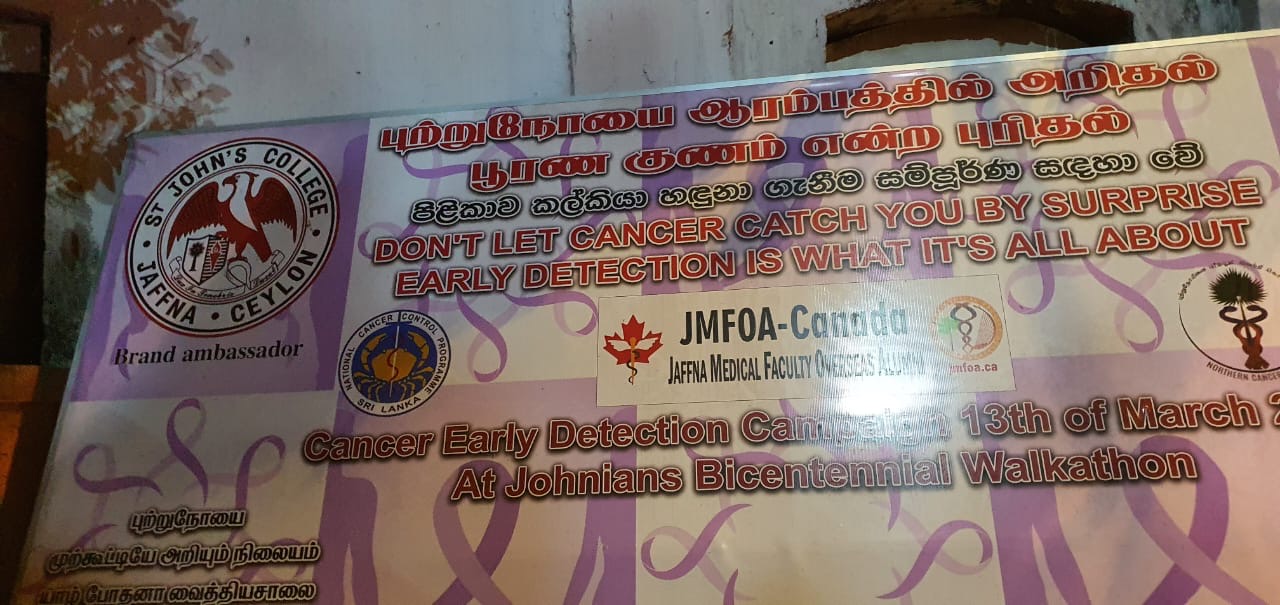 புற்றுநோயை ஆரம்பத்தில் அறிதல்
பூரண குணம் என்ற புரிதல்
පිළිකාව කල්කියා හඳුනා ගැනීම සම්පූර්ණ සඳහා වේ
DON'T LET CANCER CATCH YOU BY SURPRISE
EARLY DETECTION IS WHAT IT'S ALL ABOUT
ST JOHN'S COLLEGE
JAFFNA • CEYLON
Brand ambassador
NATIONAL CANCER CONTROL PROGRAMME
SRI LANKA
JMFOA-Canada
JAFFNA MEDICAL FACULTY OVERSEAS ALUMNI
jmfoa.ca
NORTHERN CANCER
Cancer Early Detection Campaign 13th of March 2
At Johnians Bicentennial Walkathon
புற்றுநோயை
முற்கூட்டியே அறியும் நிலையம்
யாழ் போதனா வைத்தியசாலை